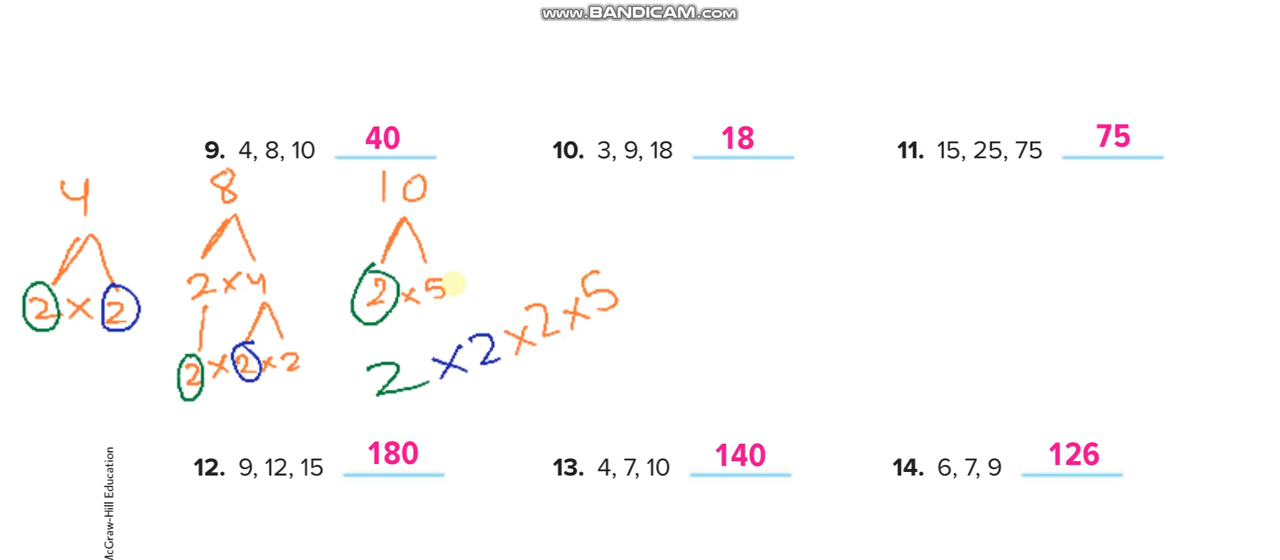 www.BANDICAM.com
9. 4, 8, 10 40
10. 3, 9, 18 18
11. 15, 25, 75 75
4
8
10
2 × 4
2 × 2
2 × 5
2 × 2 × 2
2 × 2 × 2 × 5
12. 9, 12, 15 180
13. 4, 7, 10 140
14. 6, 7, 9 126
McGraw-Hill Education